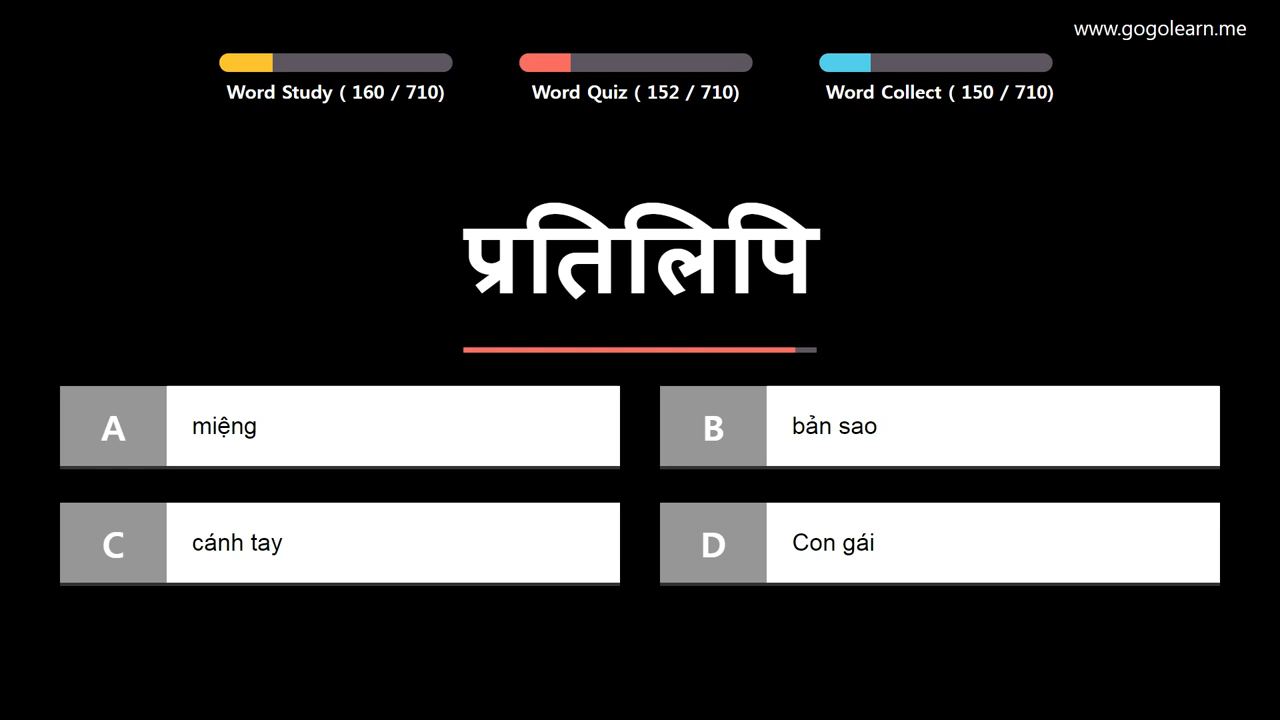 www.gogolearn.me
Word Study ( 160 / 710)
Word Quiz ( 152 / 710)
Word Collect ( 150 / 710)
प्रतिलिपि
A
miệng
B
bản sao
C
cánh tay
D
Con gái